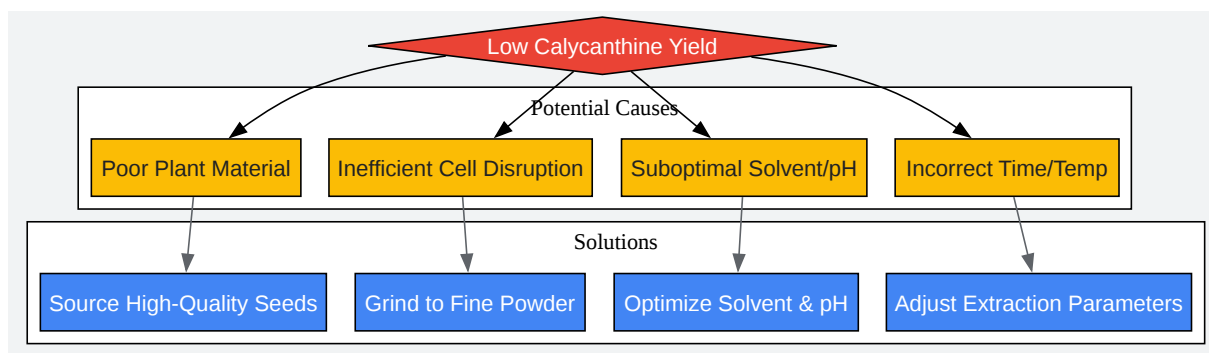 Low Calycanthine Yield
Potential Causes
Poor Plant Material
Inefficient Cell Disruption
Suboptimal Solvent/pH
Incorrect Time/Temp
Solutions
Source High-Quality Seeds
Grind to Fine Powder
Optimize Solvent & pH
Adjust Extraction Parameters